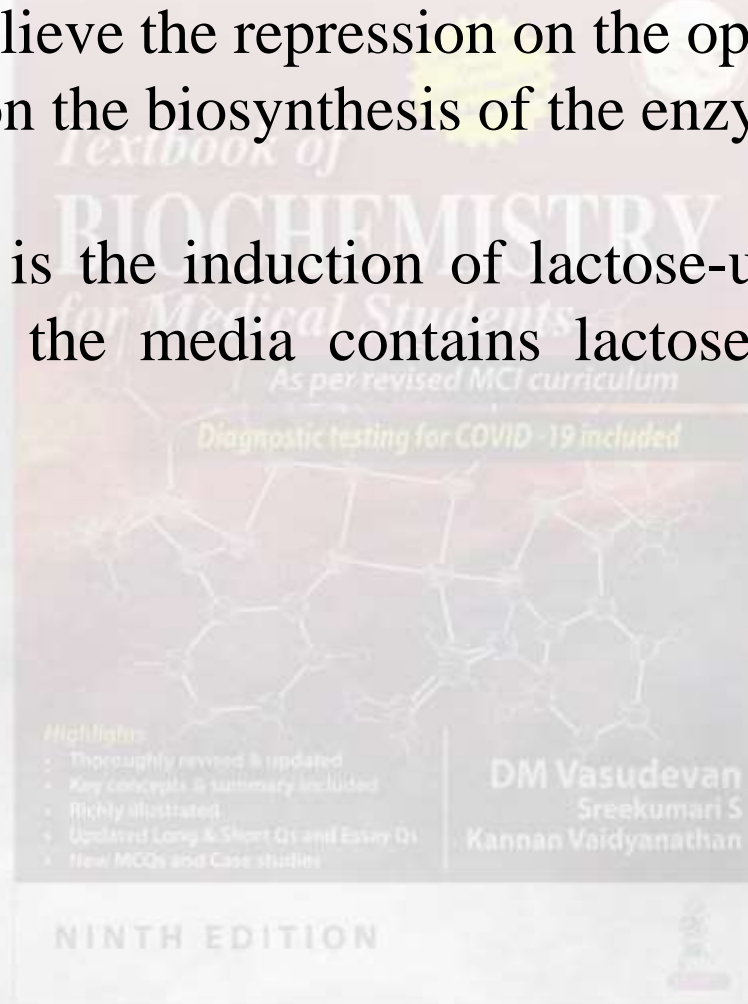 lieve the repression on the op
on the biosynthesis of the enzy
Textbook of
BIOCHEMISTRY
is the induction of lactose-u
for Medical Students
the media contains lactose
As per revised MCI curriculum
Diagnostic testing for COVID -19 included
Highlights
• Thoroughly revised & updated
• Key concepts & summary included
• Richly illustrated
• Updated Long & Short Qs and Essay Qs
• New MCQs and Case studies
DM Vasudevan
Sreekumari S
Kannan Vaidyanathan
NINTH EDITION